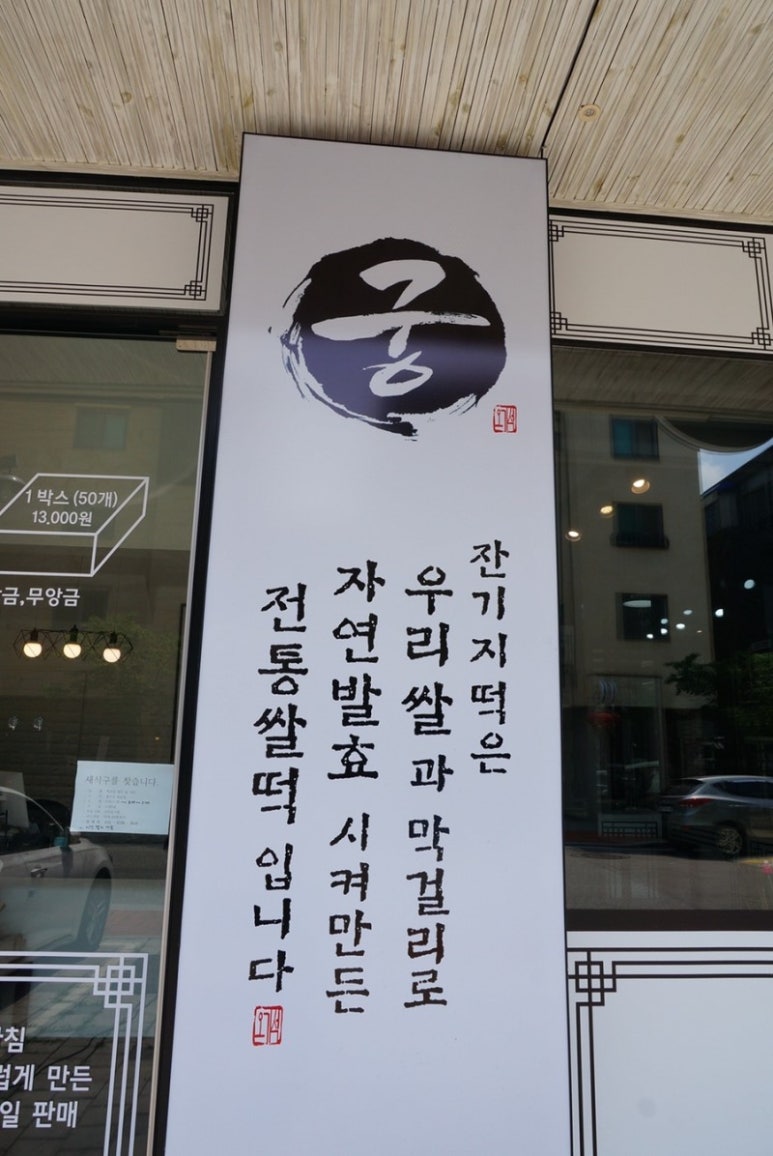 궁
잔기지떡은
우리쌀과 막걸리로
자연발효 시켜만든
전통쌀떡 입니다
1 박스 (50개)
13,000원
금,무앙금
새식구를 찾습니다.
침
럽게 만든
일 판매